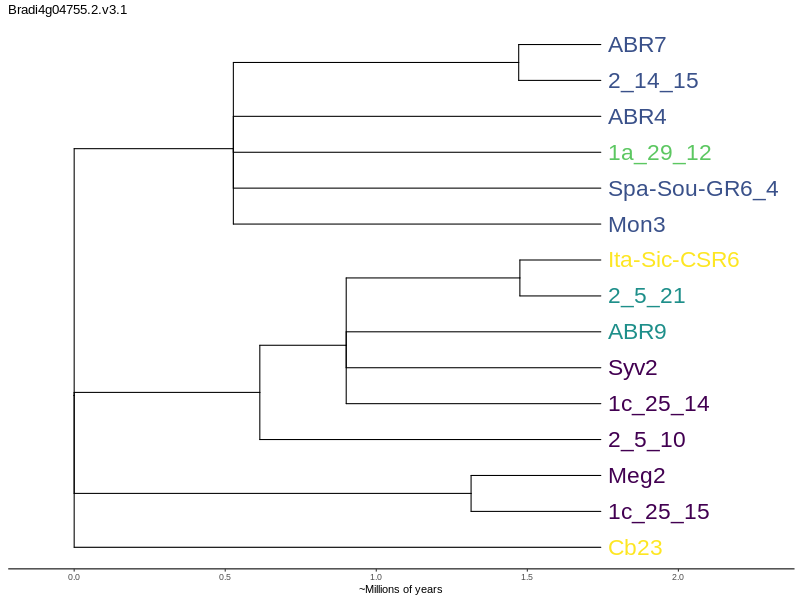 Bradi4g04755.2.v3.1
ABR7
2_14_15
ABR4
1a_29_12
Spa-Sou-GR6_4
Mon3
Ita-Sic-CSR6
2_5_21
ABR9
Syv2
1c_25_14
2_5_10
Meg2
1c_25_15
Cb23
0.0 0.5 1.0 1.5 2.0
~Millions of years